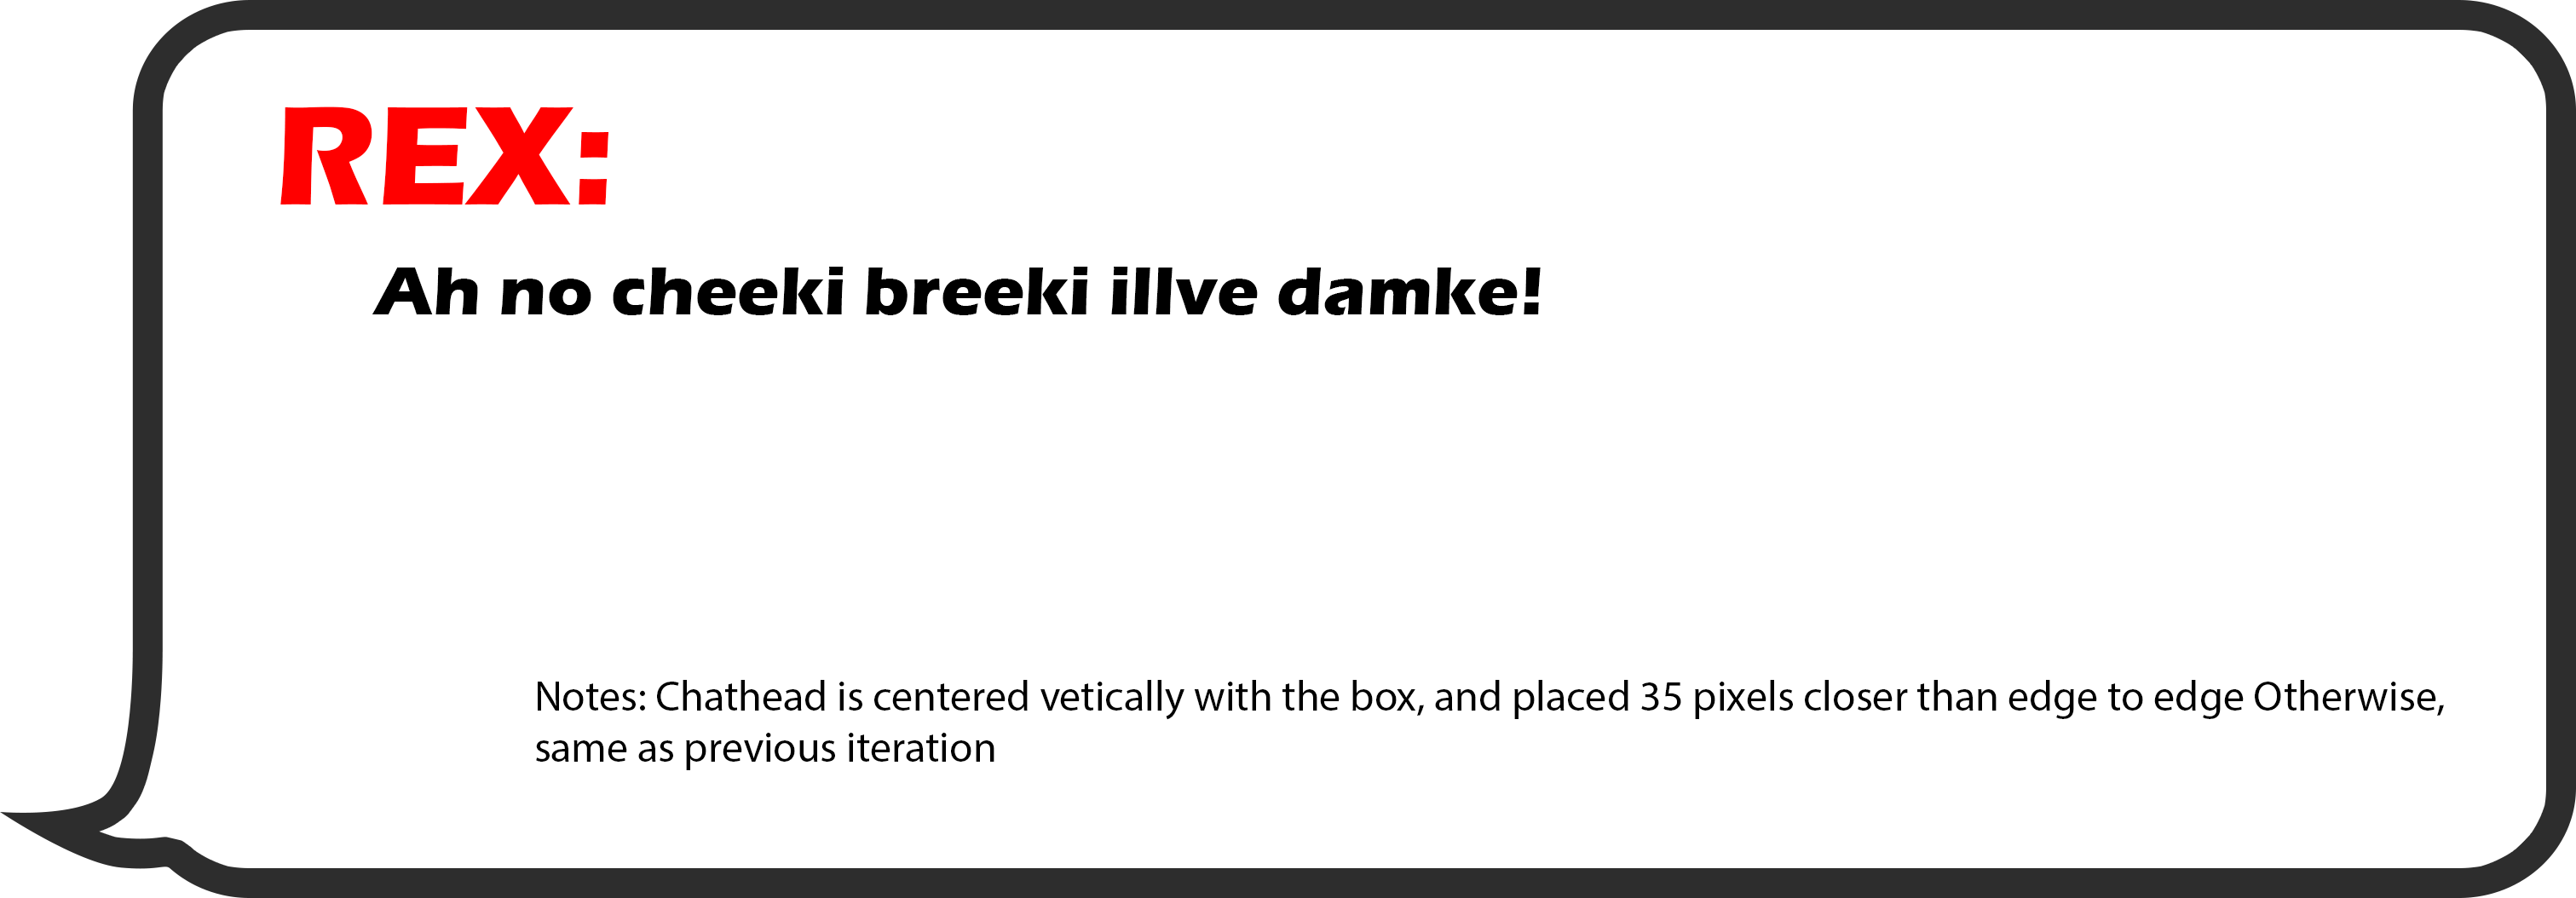 REX:
Ah no cheeki breeki illve damke!
Notes: Chathead is centered vetically with the box, and placed 35 pixels closer than edge to edge Otherwise,
same as previous iteration